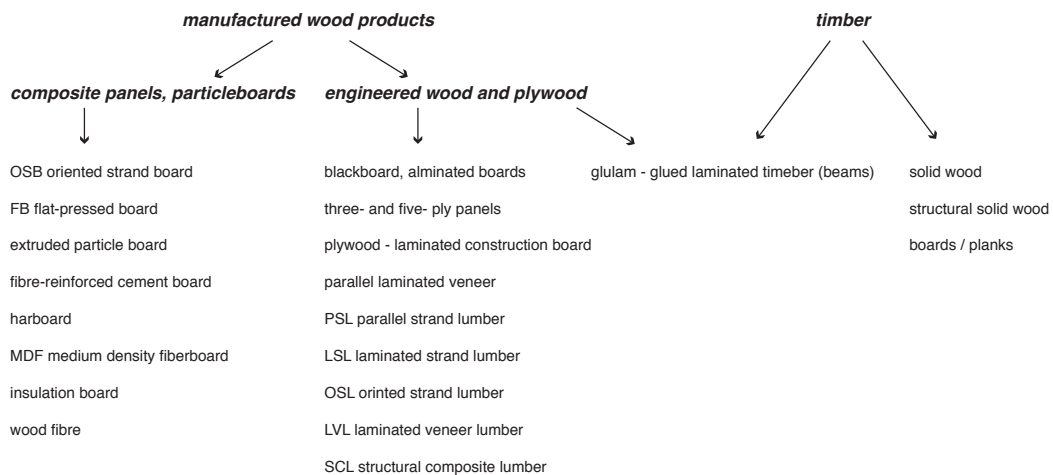 manufactured wood products
timber
composite panels, particleboards
engineered wood and plywood
OSB oriented strand board
FB flat-pressed board
extruded particle board
fibre-reinforced cement board
harboard
MDF medium density fiberboard
insulation board
wood fibre
blackboard, alminated boards
three- and five- ply panels
plywood - laminated construction board
parallel laminated veneer
PSL parallel strand lumber
LSL laminated strand lumber
OSL orinted strand lumber
LVL laminated veneer lumber
SCL structural composite lumber
glulam - glued laminated timeber (beams)
solid wood
structural solid wood
boards / planks